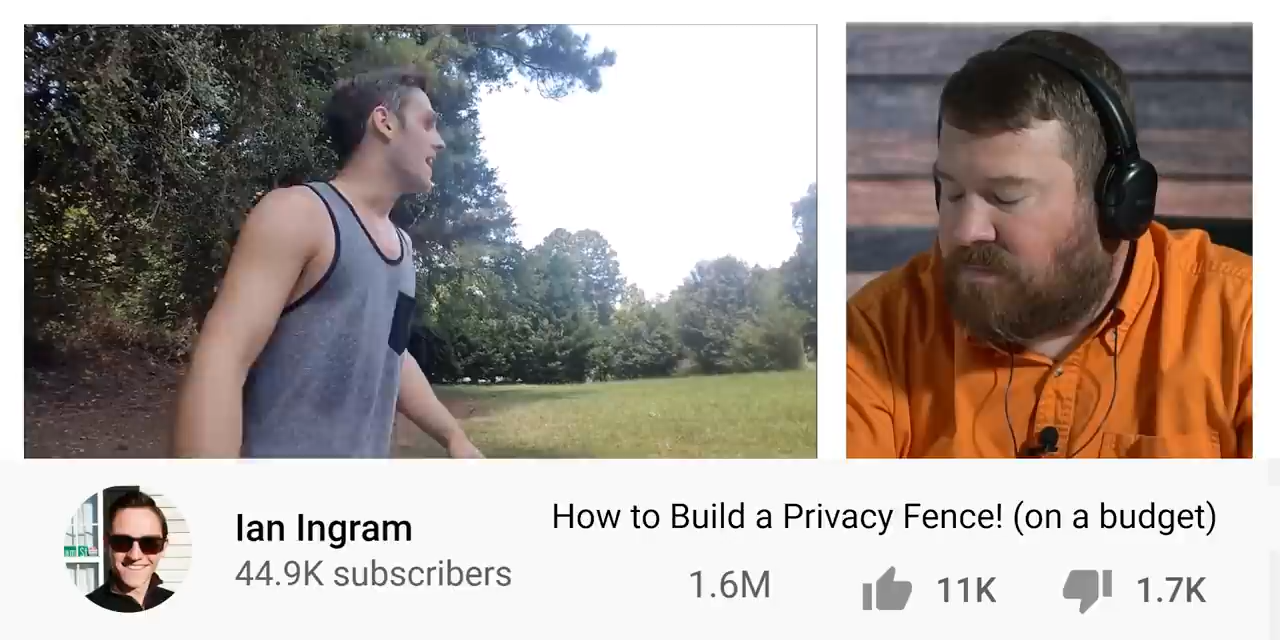 Ian Ingram
44.9K subscribers
How to Build a Privacy Fence! (on a budget)
1.6M
11K
1.7K